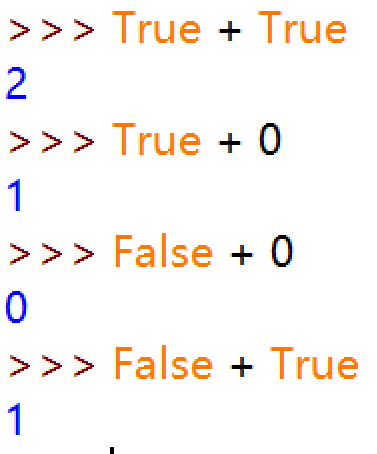 >>> True + True
2
>>> True + 0
1
>>> False + 0
0
>>> False + True
1